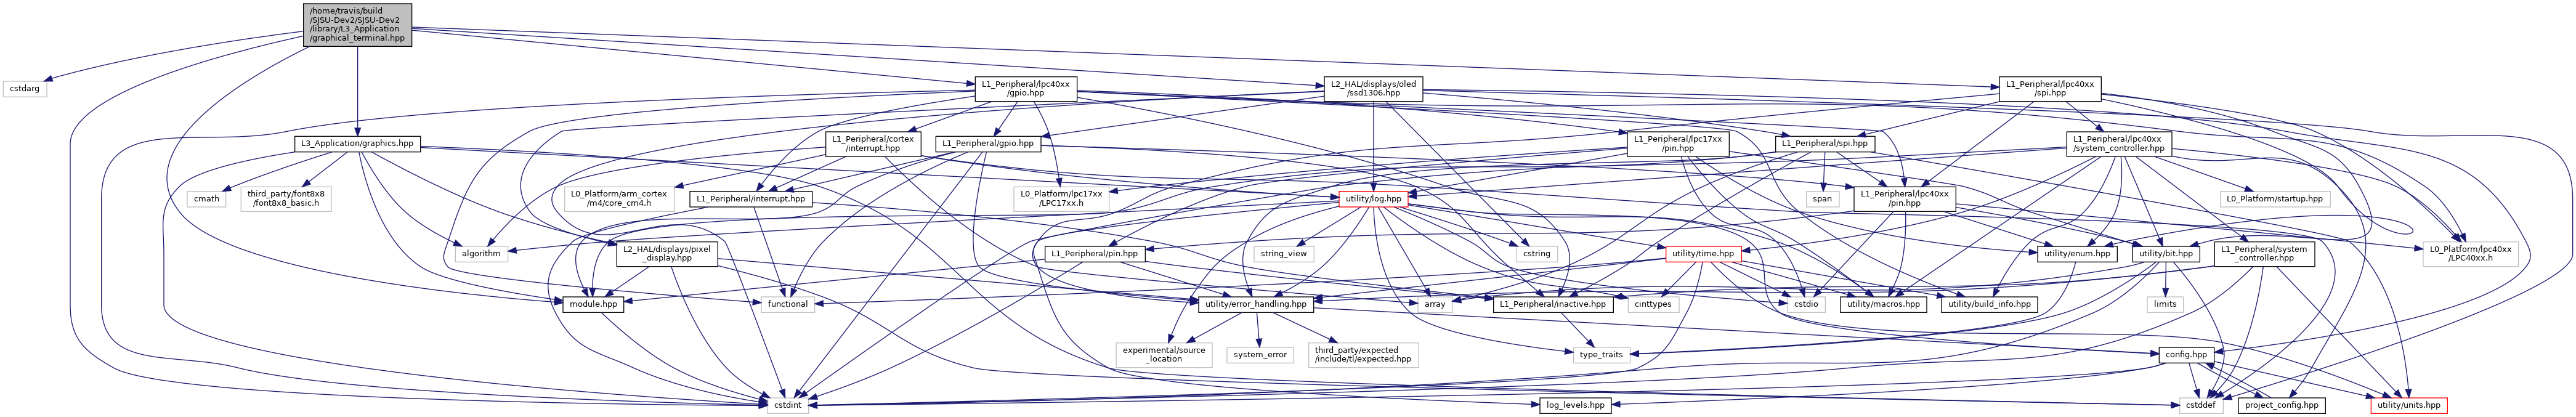 /home/travis/build
/SJSU-Dev2/SJSU-Dev2
/library/L3_Application
/graphical_terminal.hpp
cstdarg
L1_Peripheral/lpc40xx
/gpio.hpp
L2_HAL/displays/oled
/ssd1306.hpp
L1_Peripheral/lpc40xx
/spi.hpp
L3_Application/graphics.hpp
L1_Peripheral/cortex
/interrupt.hpp
L1_Peripheral/gpio.hpp
L1_Peripheral/lpc17xx
/pin.hpp
L1_Peripheral/spi.hpp
L1_Peripheral/lpc40xx
/system_controller.hpp
cmath
third_party/font8x8
/font8x8_basic.h
L0_Platform/arm_cortex
/m4/core_cm4.h
L1_Peripheral/interrupt.hpp
L0_Platform/lpc17xx
/LPC17xx.h
utility/log.hpp
span
L1_Peripheral/lpc40xx
/pin.hpp
L0_Platform/startup.hpp
algorithm
L2_HAL/displays/pixel
_display.hpp
L1_Peripheral/pin.hpp
string_view
cstring
utility/time.hpp
utility/enum.hpp
utility/bit.hpp
L1_Peripheral/system
_controller.hpp
L0_Platform/lpc40xx
/LPC40xx.h
module.hpp
functional
utility/error_handling.hpp
array
L1_Peripheral/inactive.hpp
cinttypes
cstdio
utility/macros.hpp
utility/build_info.hpp
limits
experimental/source
_location
system_error
third_party/expected
/include/tl/expected.hpp
type_traits
config.hpp
cstdint
log_levels.hpp
cstddef
project_config.hpp
utility/units.hpp